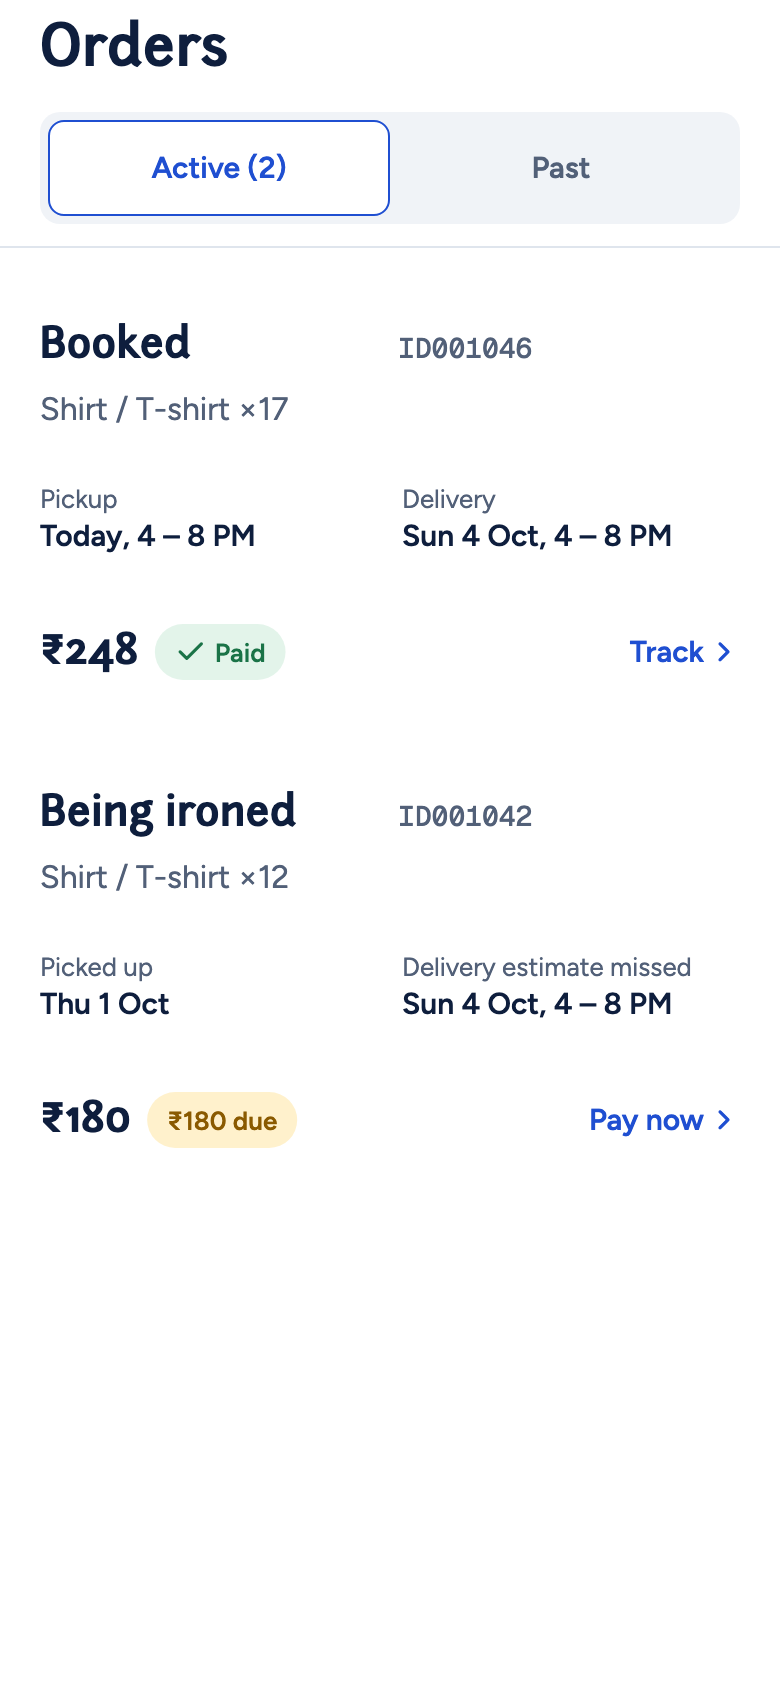 Orders
Active (2) Past
Booked ID001046
Shirt / T-shirt ×17
Pickup Delivery
Today, 4 – 8 PM Sun 4 Oct, 4 – 8 PM
₹248 Paid Track
Being ironed ID001042
Shirt / T-shirt ×12
Picked up Delivery estimate missed
Thu 1 Oct Sun 4 Oct, 4 – 8 PM
₹180 ₹180 due Pay now